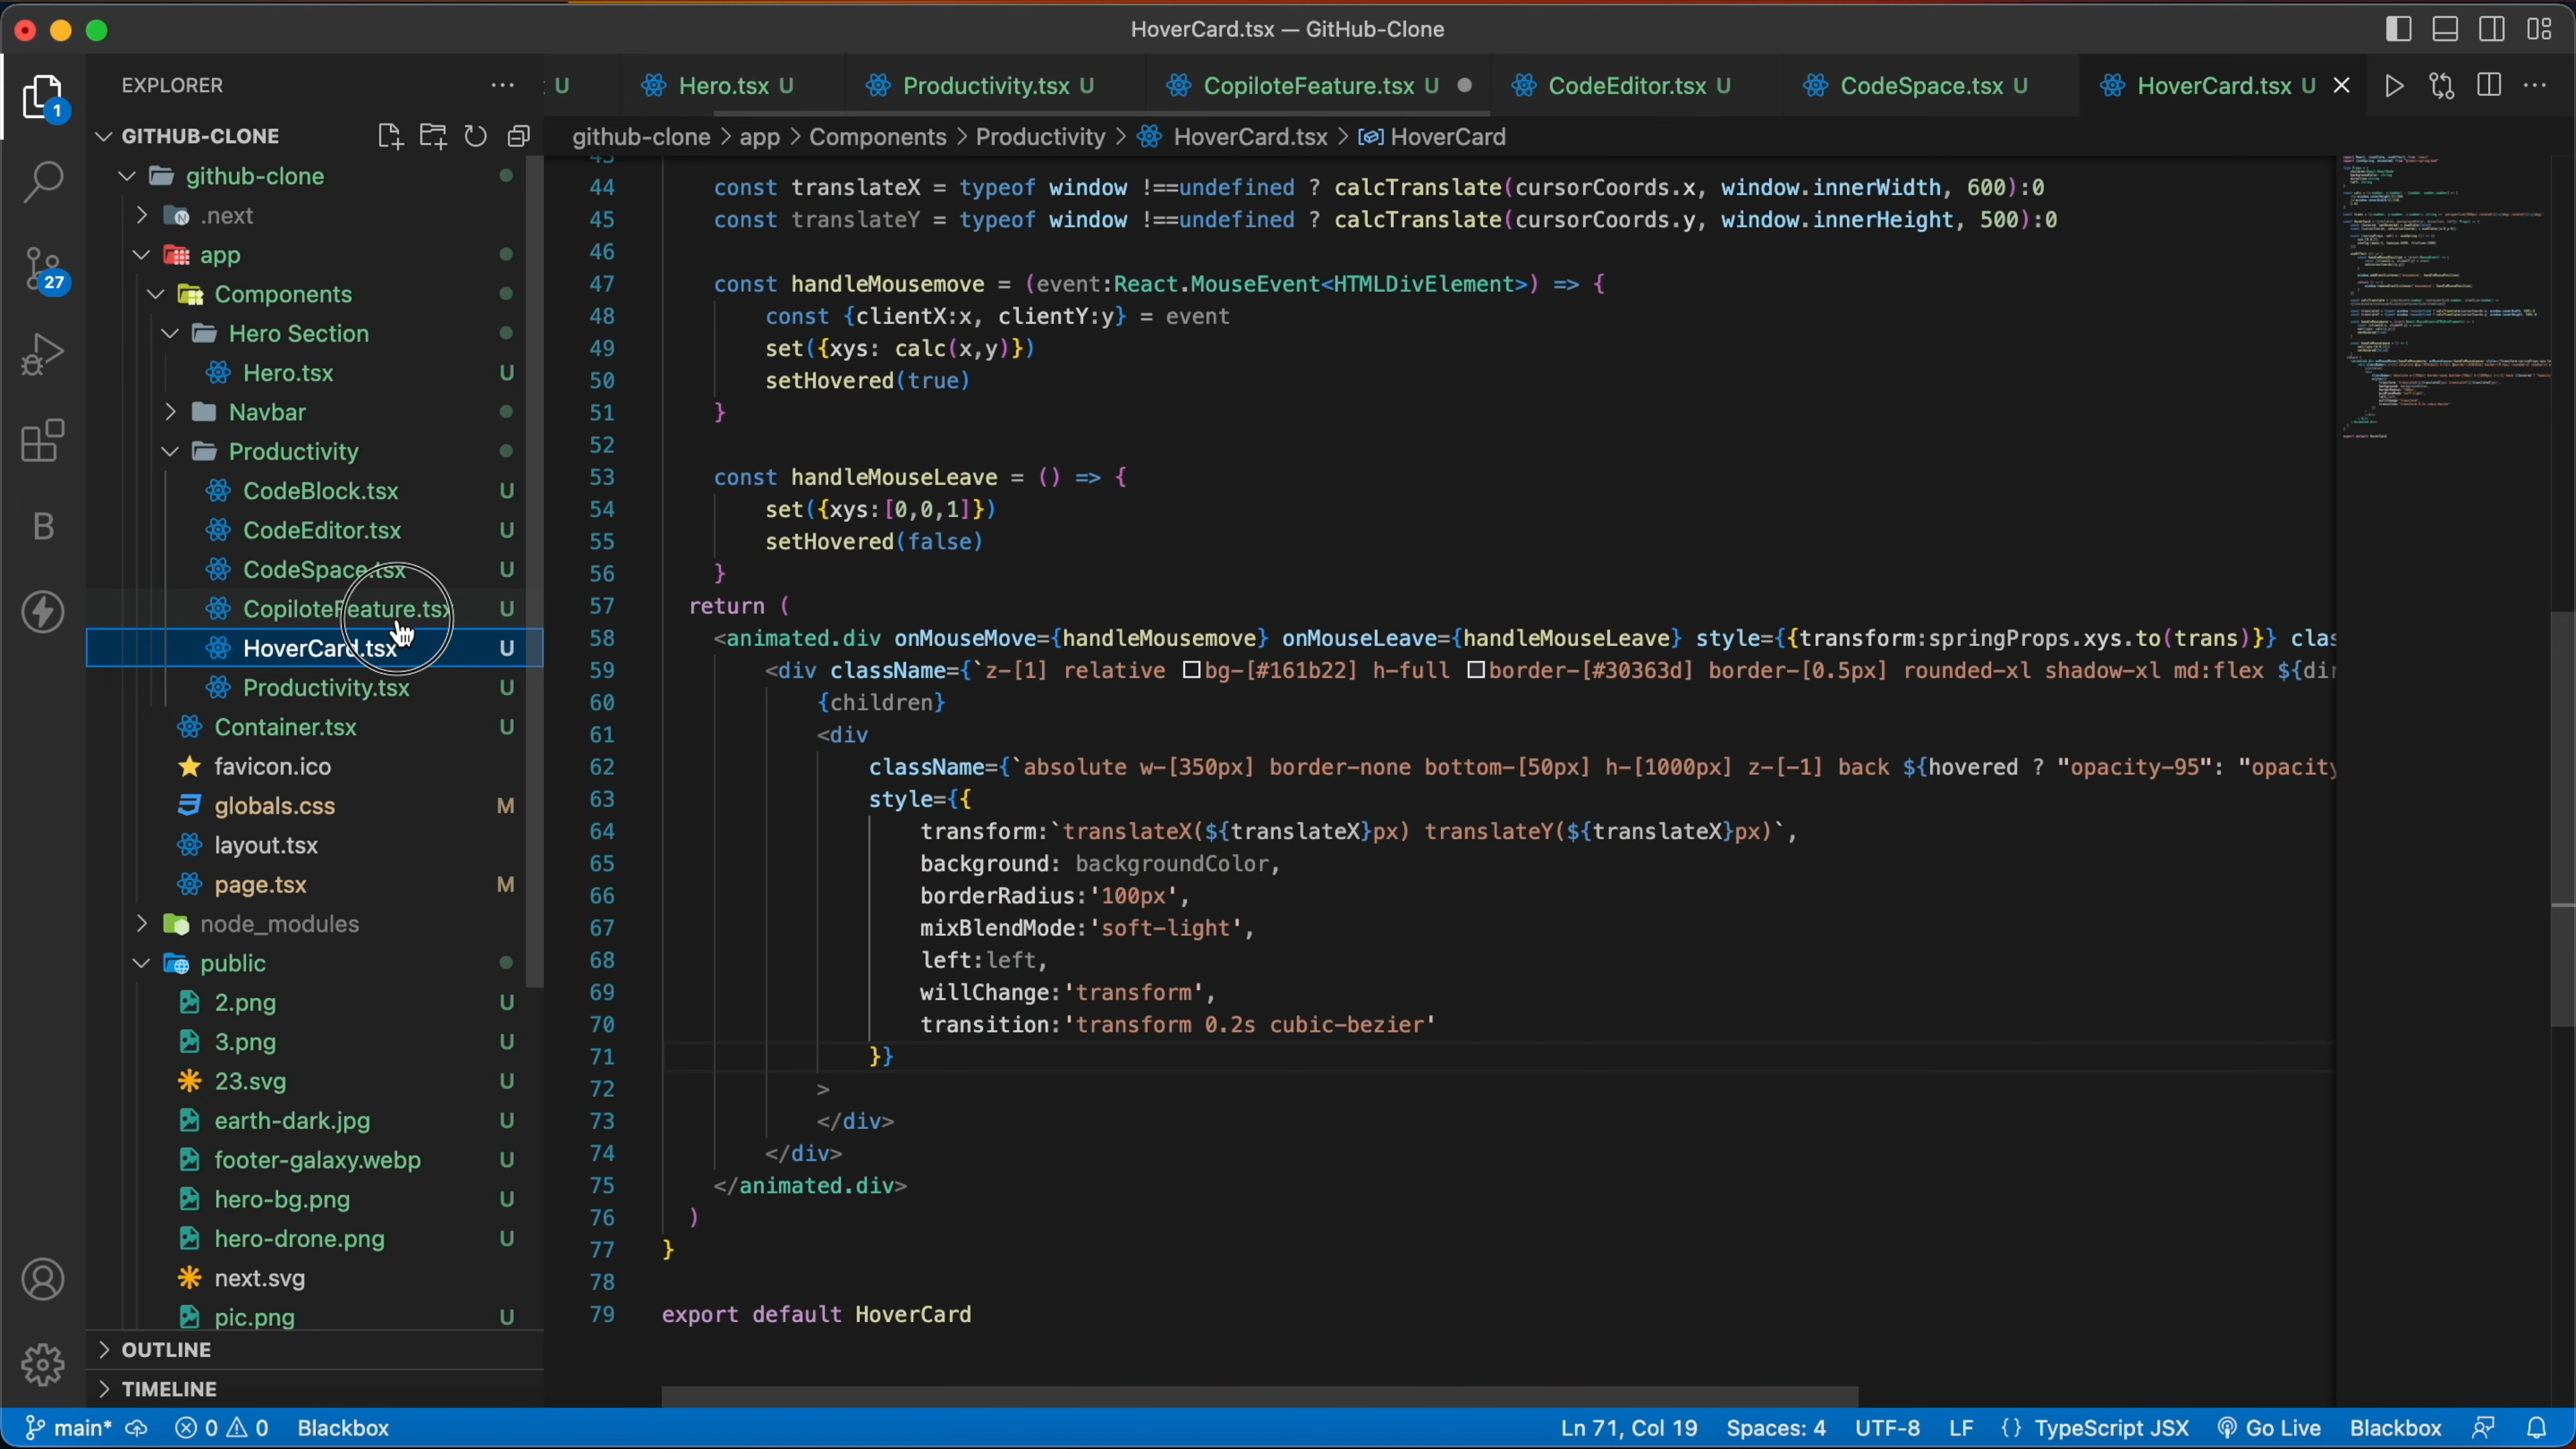 HoverCard.tsx — GitHub-Clone
EXPLORER
U
Hero.tsx U
Productivity.tsx U
CopiloteFeature.tsx U
CodeEditor.tsx U
CodeSpace.tsx U
HoverCard.tsx U
github-clone > app > Components > Productivity > HoverCard.tsx > HoverCard
1
27
B
GITHUB-CLONE
github-clone
.next
app
Components
Hero Section
Hero.tsx U
Navbar
Productivity
CodeBlock.tsx U
CodeEditor.tsx U
CodeSpace.tsx U
CopiloteFeature.tsx U
HoverCard.tsx U
Productivity.tsx U
Container.tsx U
favicon.ico
globals.css M
layout.tsx
page.tsx M
node_modules
public
2.png U
3.png U
23.svg U
earth-dark.jpg U
footer-galaxy.webp U
hero-bg.png U
hero-drone.png U
next.svg
pic.png U
OUTLINE
TIMELINE
43
44 const translateX = typeof window !==undefined ? calcTranslate(cursorCoords.x, window.innerWidth, 600):0
45 const translateY = typeof window !==undefined ? calcTranslate(cursorCoords.y, window.innerHeight, 500):0
46
47 const handleMousemove = (event:React.MouseEvent<HTMLDivElement>) => {
48 const {clientX:x, clientY:y} = event
49 set({xys: calc(x,y)})
50 setHovered(true)
51 }
52
53 const handleMouseLeave = () => {
54 set({xys:[0,0,1]})
55 setHovered(false)
56 }
57 return (
58 <animated.div onMouseMove={handleMousemove} onMouseLeave={handleMouseLeave} style={{transform:springProps.xys.to(trans)}} clas
59 <div className={`z-[1] relative bg-[#161b22] h-full border-[#30363d] border-[0.5px] rounded-xl shadow-xl md:flex ${dir
60 {children}
61 <div
62 className={`absolute w-[350px] border-none bottom-[50px] h-[1000px] z-[-1] back ${hovered ? "opacity-95": "opacity
63 style={{
64 transform:`translateX(${translateX}px) translateY(${translateX}px)`,
65 background: backgroundColor,
66 borderRadius:'100px',
67 mixBlendMode:'soft-light',
68 left:left,
69 willChange:'transform',
70 transition:'transform 0.2s cubic-bezier'
71 }}
72 >
73 </div>
74 </div>
75 </animated.div>
76 )
77 }
78
79 export default HoverCard
main* 0 0 Blackbox
Ln 71, Col 19 Spaces: 4 UTF-8 LF {} TypeScript JSX Go Live Blackbox